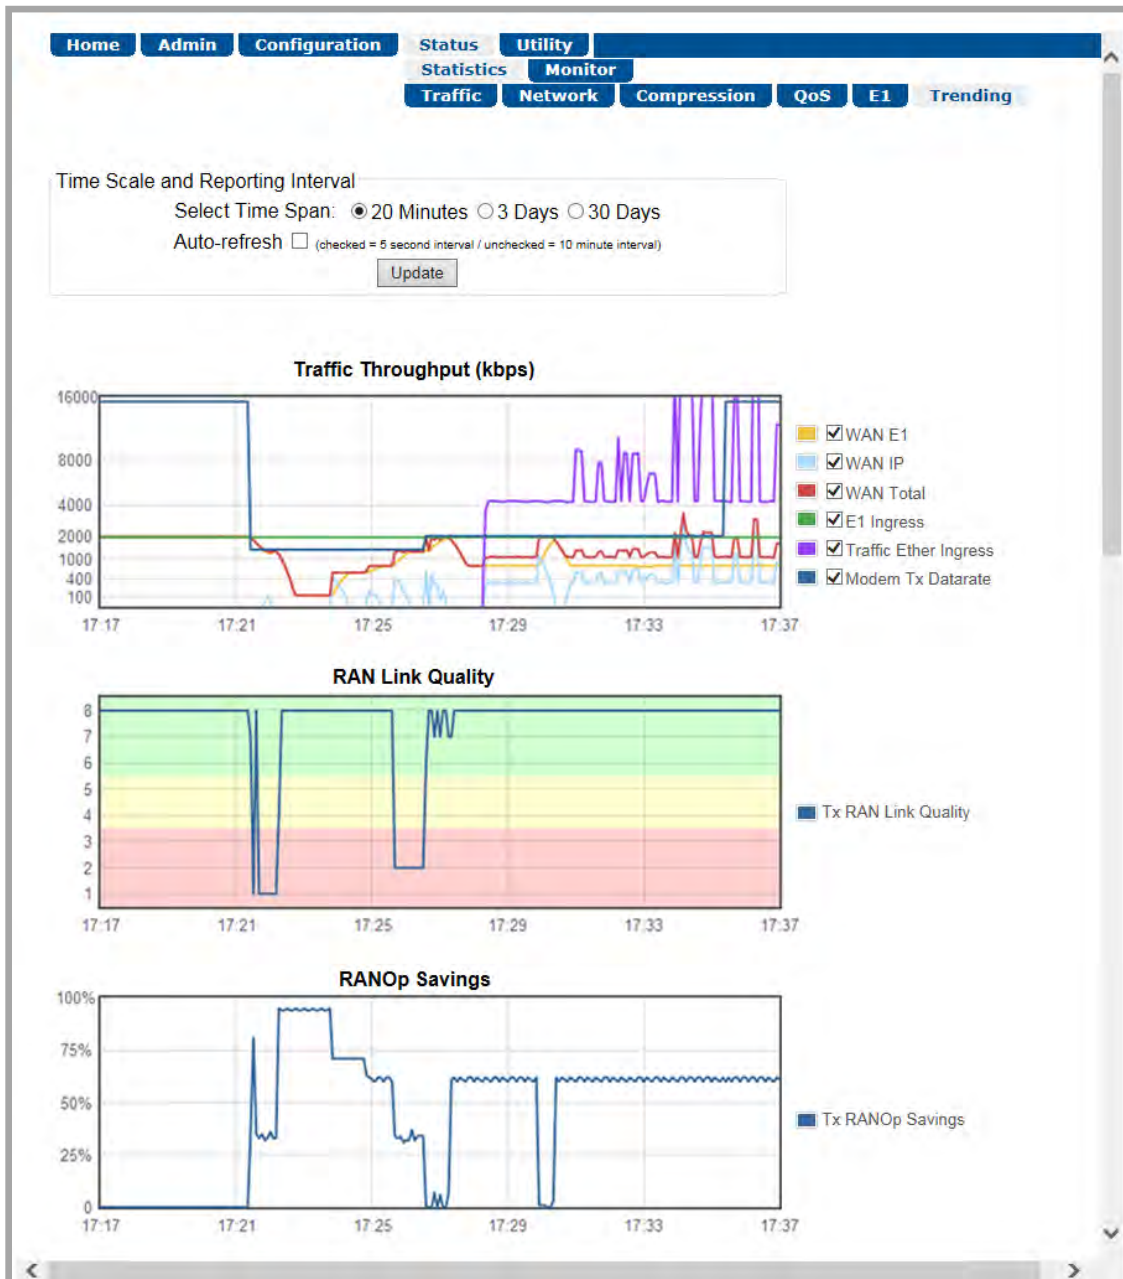 Home Admin Configuration Status Utility
Statistics Monitor
Traffic Network Compression QoS E1 Trending
Time Scale and Reporting Interval
Select Time Span: 20 Minutes 3 Days 30 Days
Auto-refresh (checked = 5 second interval / unchecked = 10 minute interval)
Update
Traffic Throughput (kbps)
16000
8000
4000
2000
1000
400
100
17:17 17:21 17:25 17:29 17:33 17:37
WAN E1
WAN IP
WAN Total
E1 Ingress
Traffic Ether Ingress
Modem Tx Datarate
RAN Link Quality
8
7
6
5
4
3
2
1
17:17 17:21 17:25 17:29 17:33 17:37
Tx RAN Link Quality
RANOp Savings
100%
75%
50%
25%
0
17:17 17:21 17:25 17:29 17:33 17:37
Tx RANOp Savings